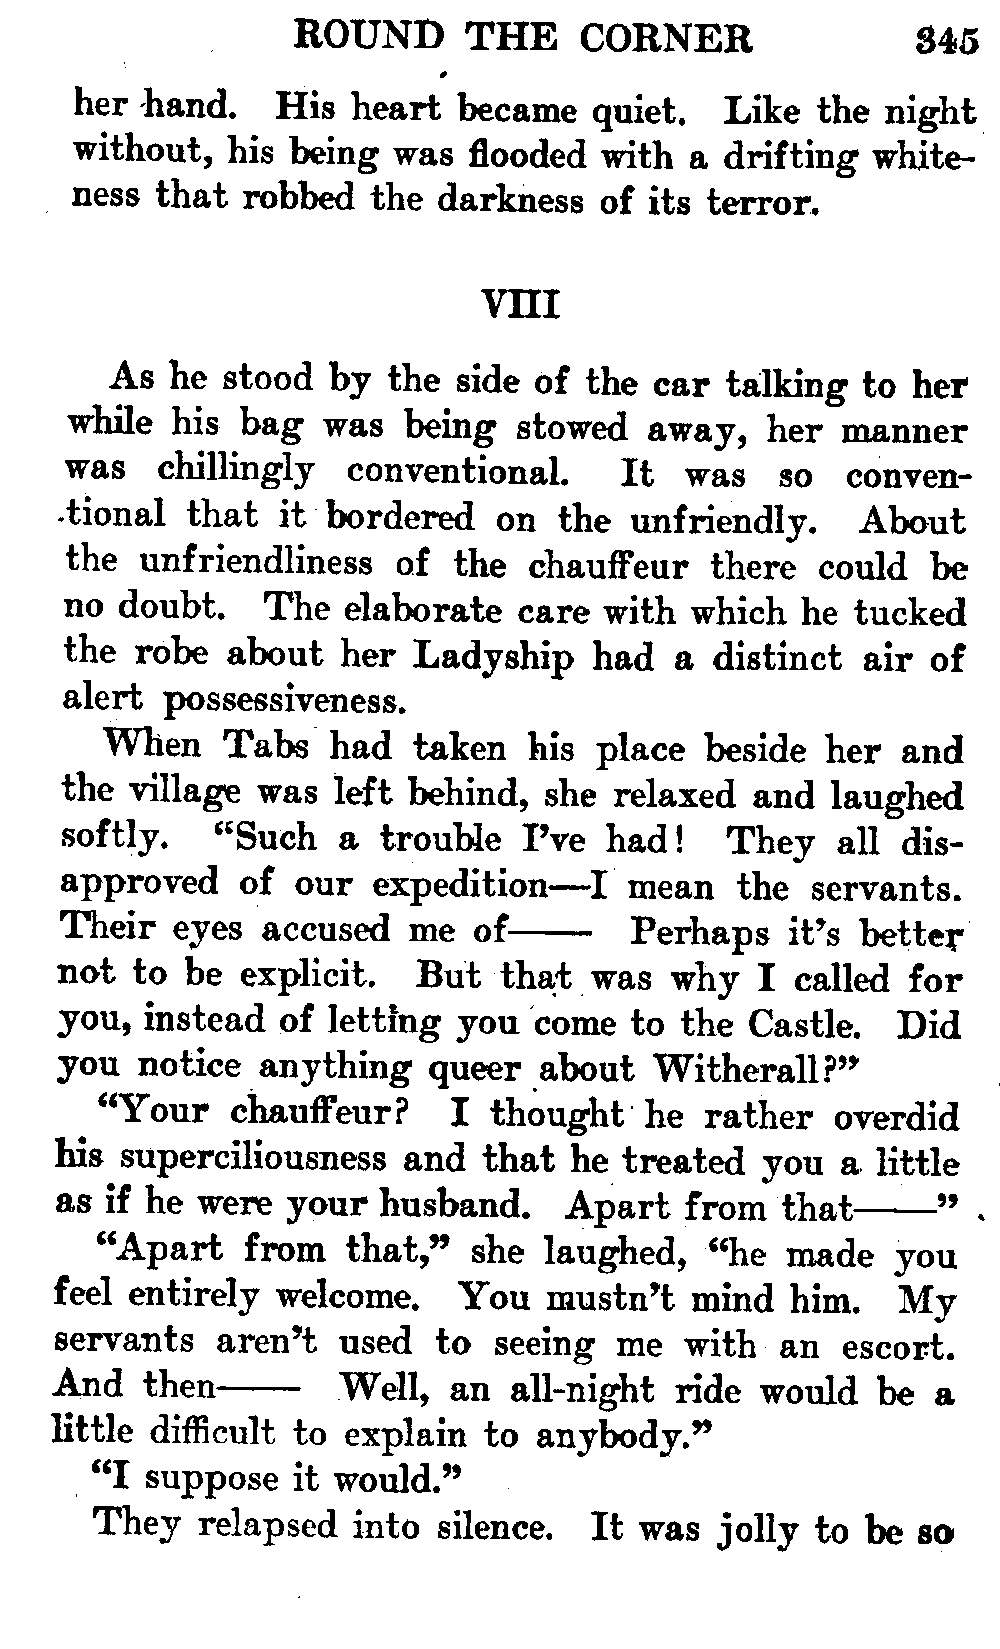 ROUND THE CORNER 345
her hand. His heart became quiet. Like the night
without, his being was flooded with a drifting white-
ness that robbed the darkness of its terror.
VIII
As he stood by the side of the car talking to her
while his bag was being stowed away, her manner
was chillingly conventional. It was so conven-
tional that it bordered on the unfriendly. About
the unfriendliness of the chauffeur there could be
no doubt. The elaborate care with which he tucked
the robe about her Ladyship had a distinct air of
alert possessiveness.
When Tabs had taken his place beside her and
the village was left behind, she relaxed and laughed
softly. “Such a trouble I’ve had! They all dis-
approved of our expedition—I mean the servants.
Their eyes accused me of—— Perhaps it’s better
not to be explicit. But that was why I called for
you, instead of letting you come to the Castle. Did
you notice anything queer about Witherall?”
“Your chauffeur? I thought he rather overdid
his superciliousness and that he treated you a little
as if he were your husband. Apart from that——”
“Apart from that,” she laughed, “he made you
feel entirely welcome. You mustn’t mind him. My
servants aren’t used to seeing me with an escort.
And then—— Well, an all-night ride would be a
little difficult to explain to anybody.”
“I suppose it would.”
They relapsed into silence. It was jolly to be so